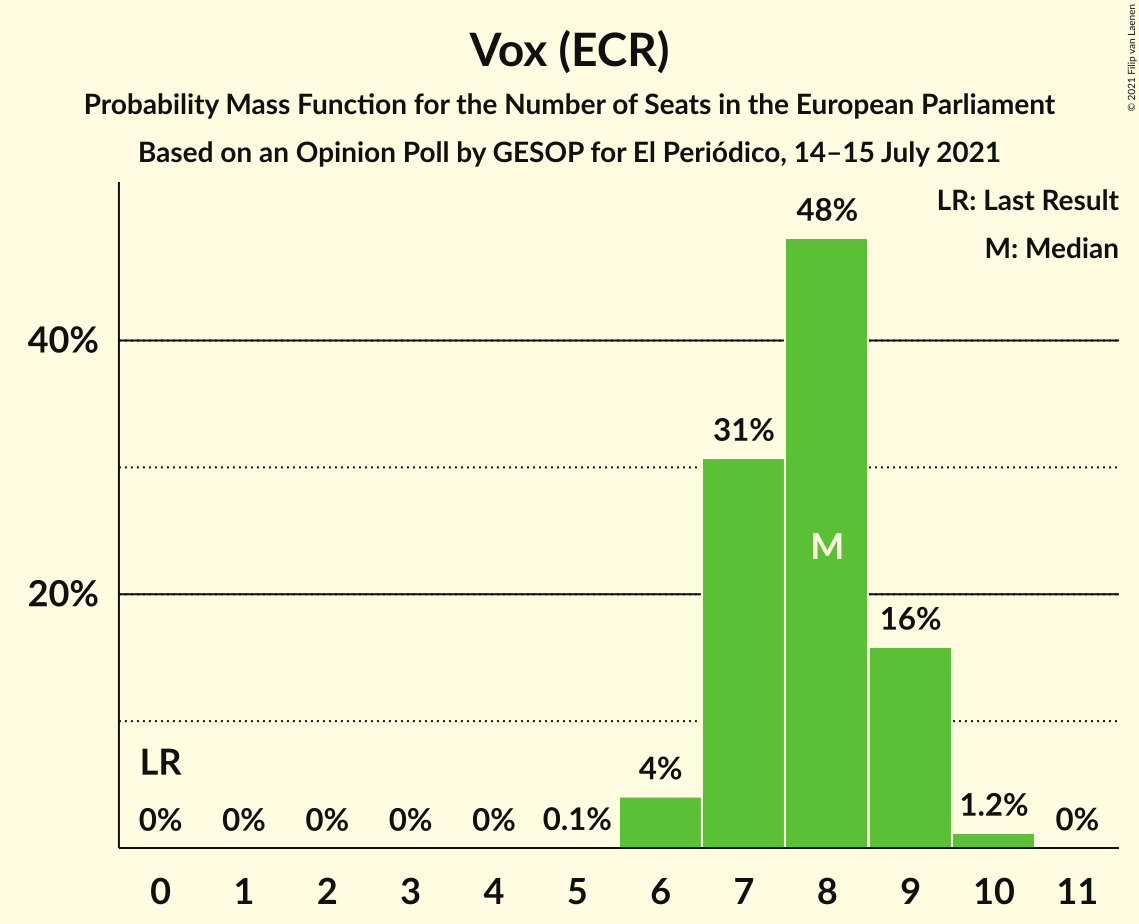 Vox (ECR)
Probability Mass Function for the Number of Seats in the European Parliament
Based on an Opinion Poll by GESOP for El Periódico, 14–15 July 2021
© 2021 Filip van Laenen
LR: Last Result
M: Median
48%
40%
31%
M
20%
16%
LR
4%
0% 0% 0% 0% 0% 0.1% 1.2% 0%
0 1 2 3 4 5 6 7 8 9 10 11